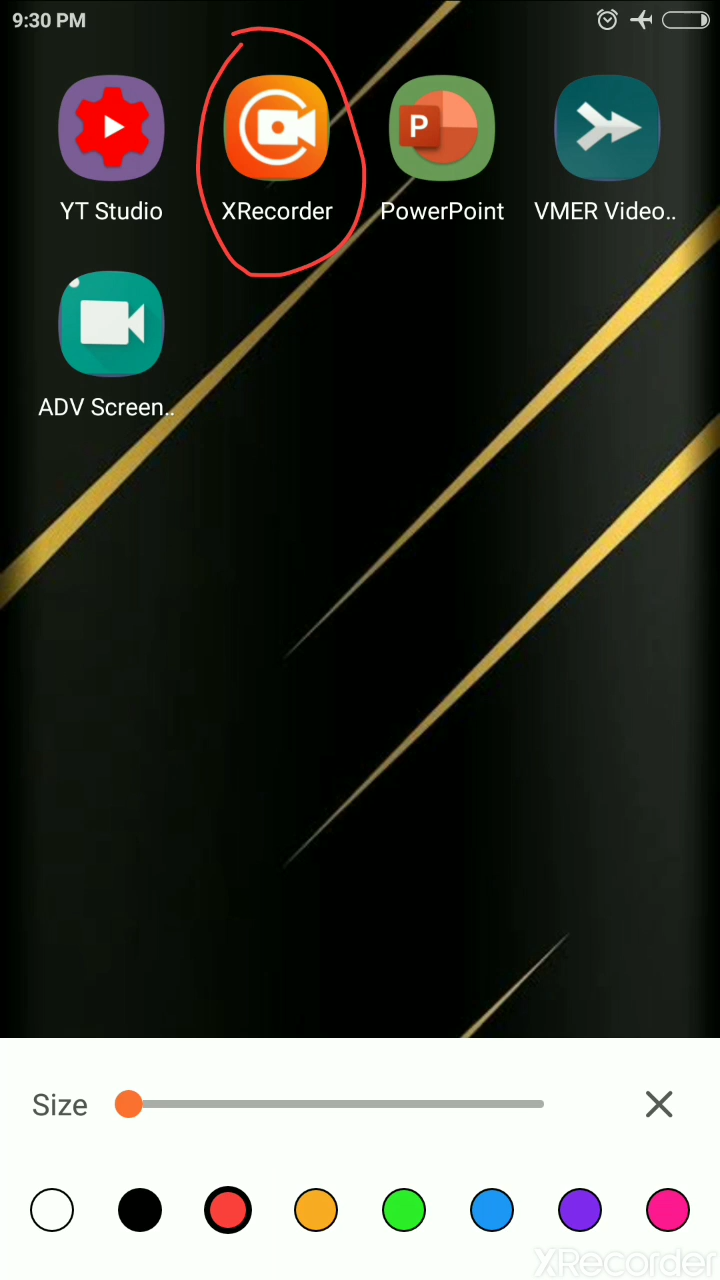 9:30 PM
P
YT Studio
XRecorder
PowerPoint
VMER Video..
ADV Screen..
Size
XRecorder